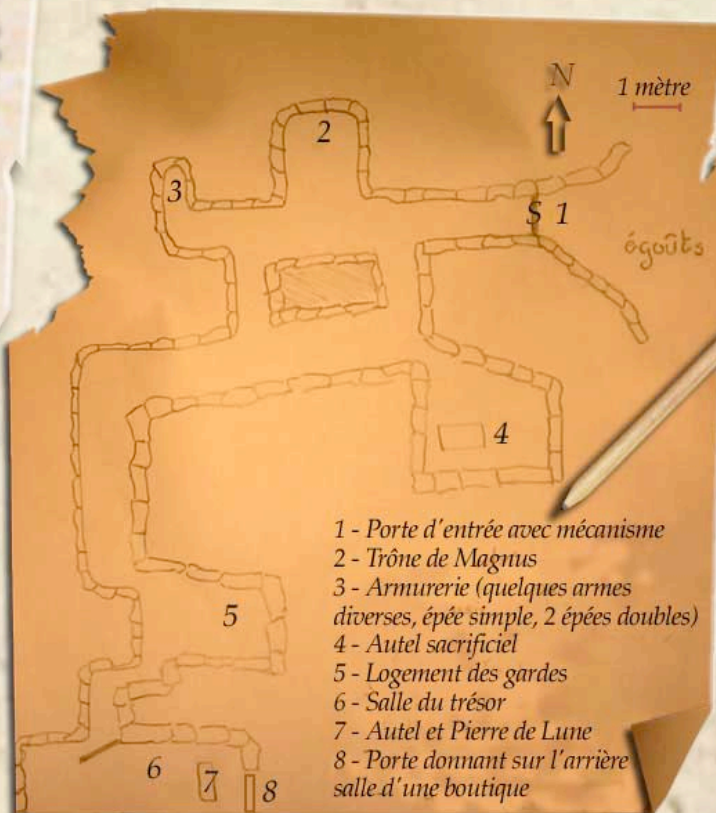 N
1 mètre
2
3
S 1
égoûts
4
5
6
7
8
1 - Porte d'entrée avec mécanisme
2 - Trône de Magnus
3 - Armurerie (quelques armes
diverses, épée simple, 2 épées doubles)
4 - Autel sacrificiel
5 - Logement des gardes
6 - Salle du trésor
7 - Autel et Pierre de Lune
8 - Porte donnant sur l'arrière
salle d'une boutique